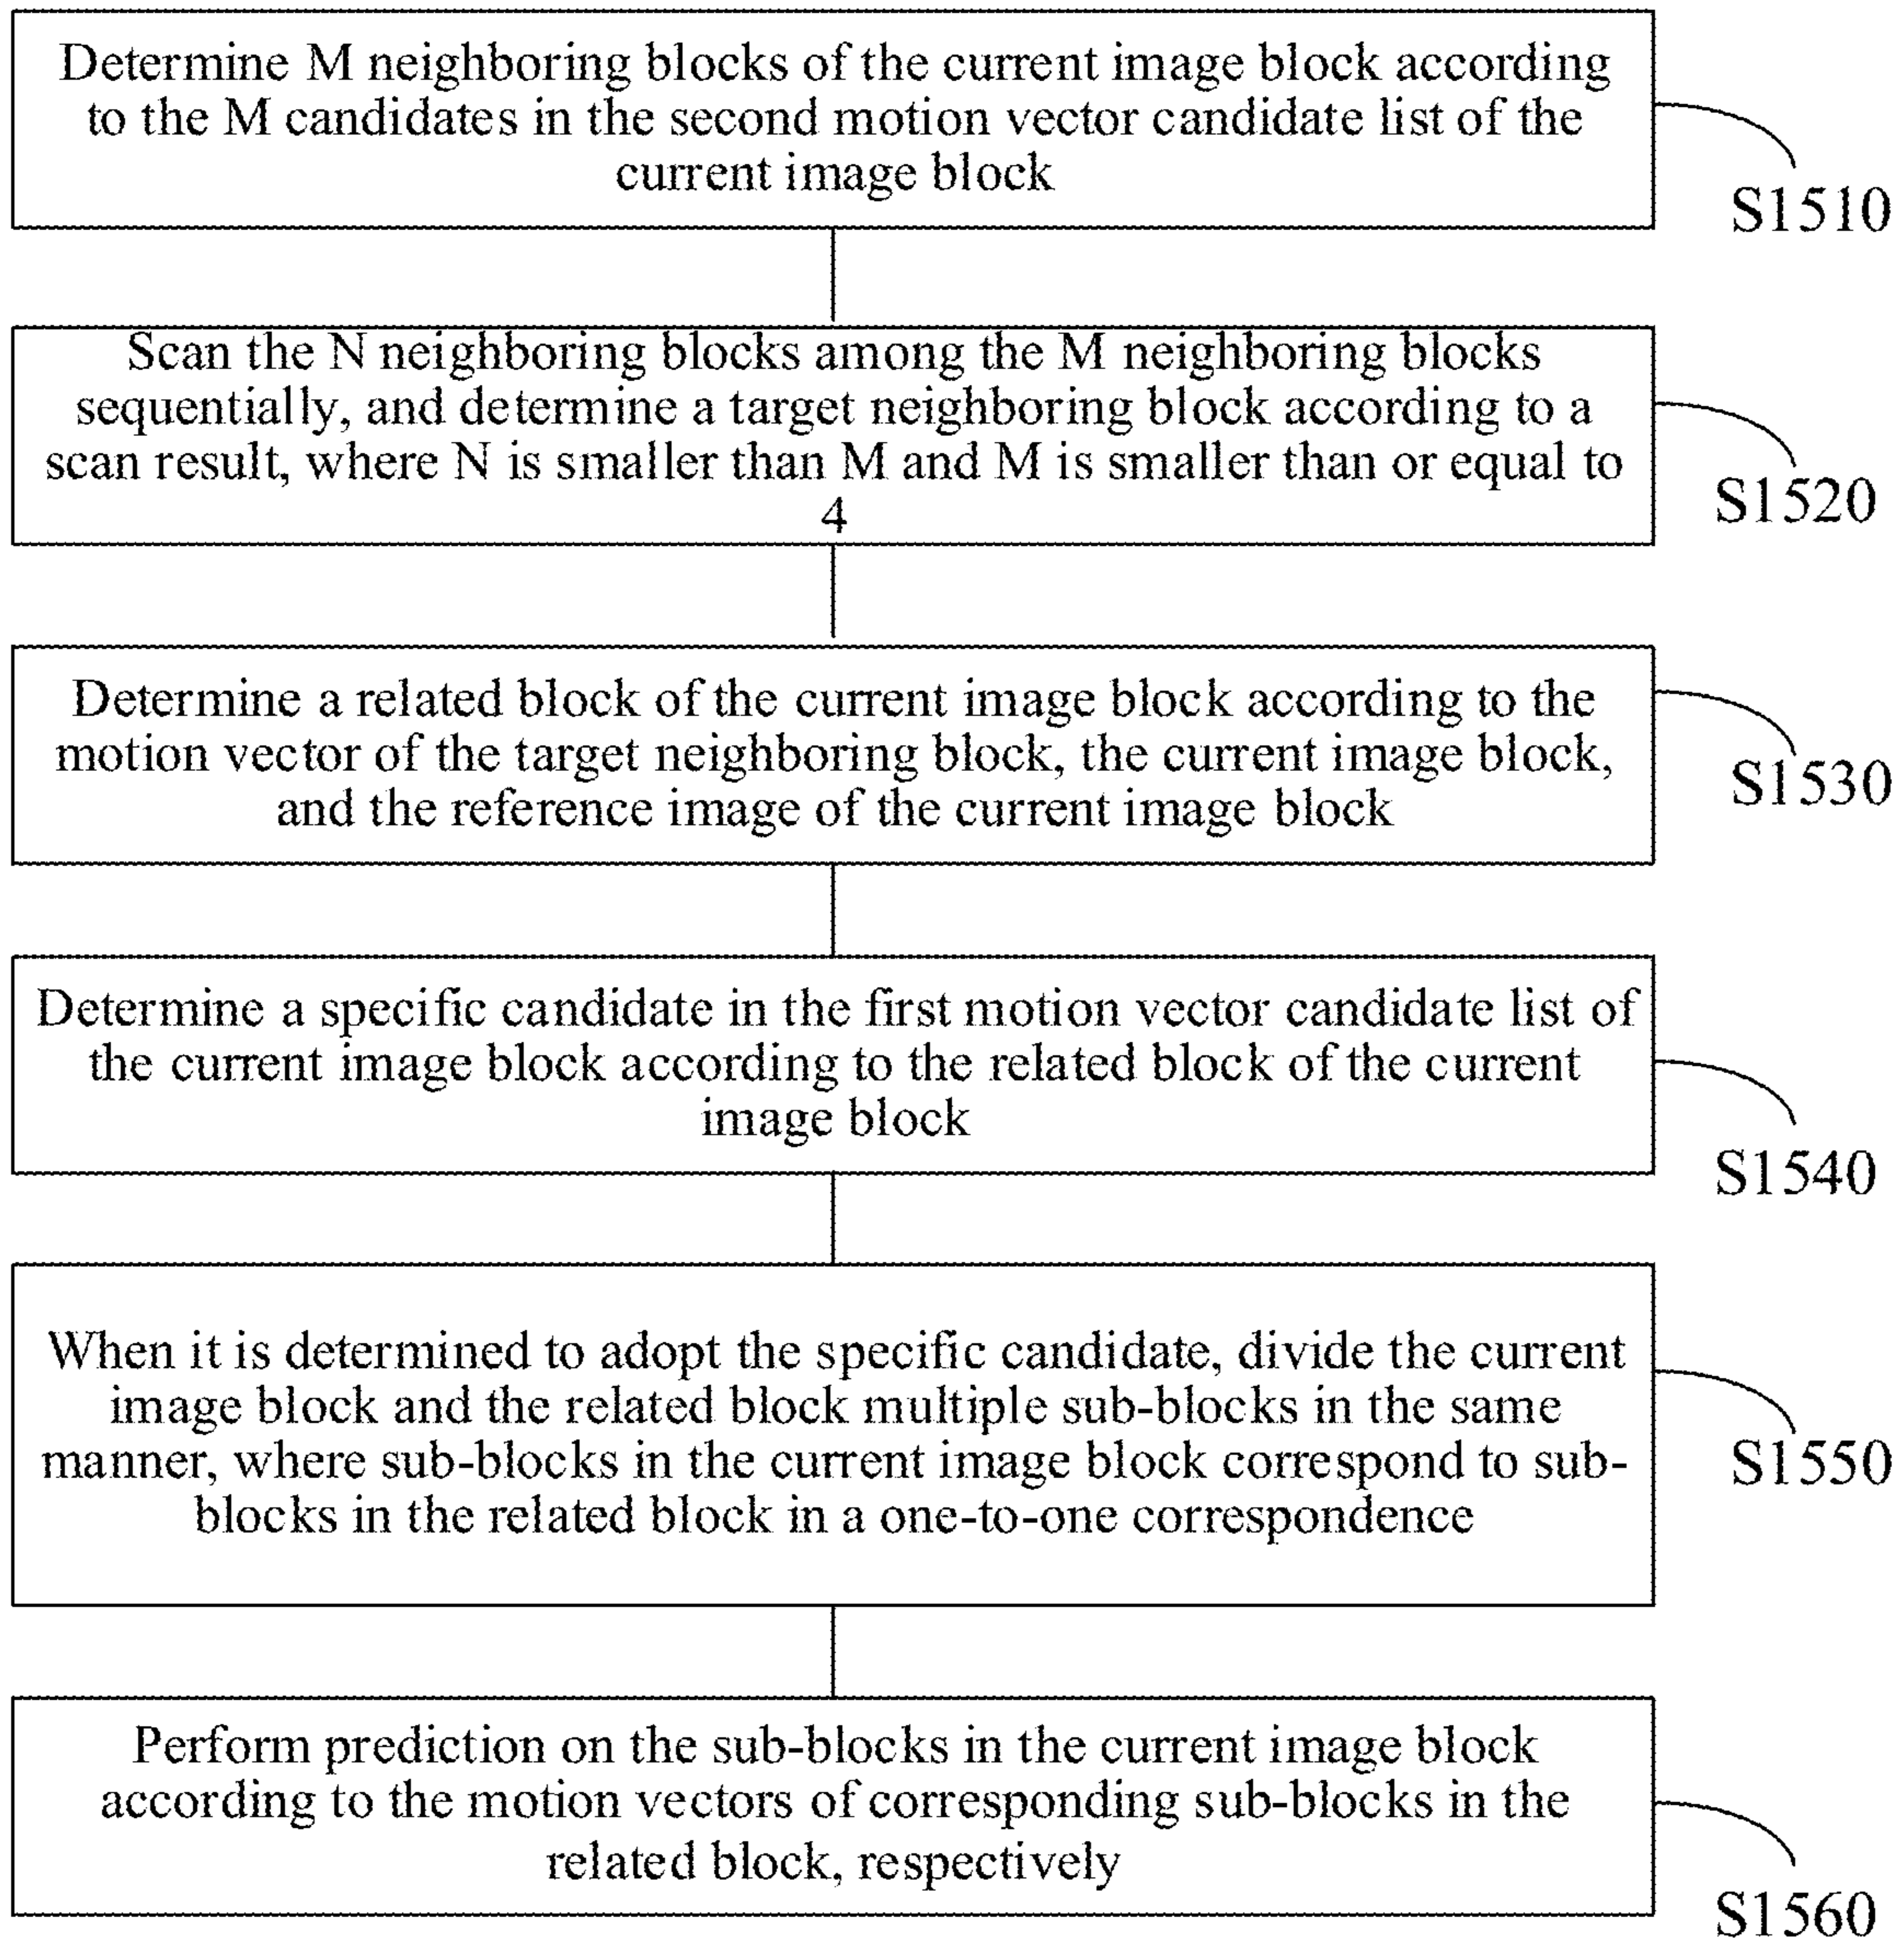 Determine M neighboring blocks of the current image block according
to the M candidates in the second motion vector candidate list of the
current image block
S1510
Scan the N neighboring blocks among the M neighboring blocks
sequentially, and determine a target neighboring block according to a
scan result, where N is smaller than M and M is smaller than or equal to
4
S1520
Determine a related block of the current image block according to the
motion vector of the target neighboring block, the current image block,
and the reference image of the current image block
S1530
Determine a specific candidate in the first motion vector candidate list of
the current image block according to the related block of the current
image block
S1540
When it is determined to adopt the specific candidate, divide the current
image block and the related block multiple sub-blocks in the same
manner, where sub-blocks in the current image block correspond to sub-
blocks in the related block in a one-to-one correspondence
S1550
Perform prediction on the sub-blocks in the current image block
according to the motion vectors of corresponding sub-blocks in the
related block, respectively
S1560